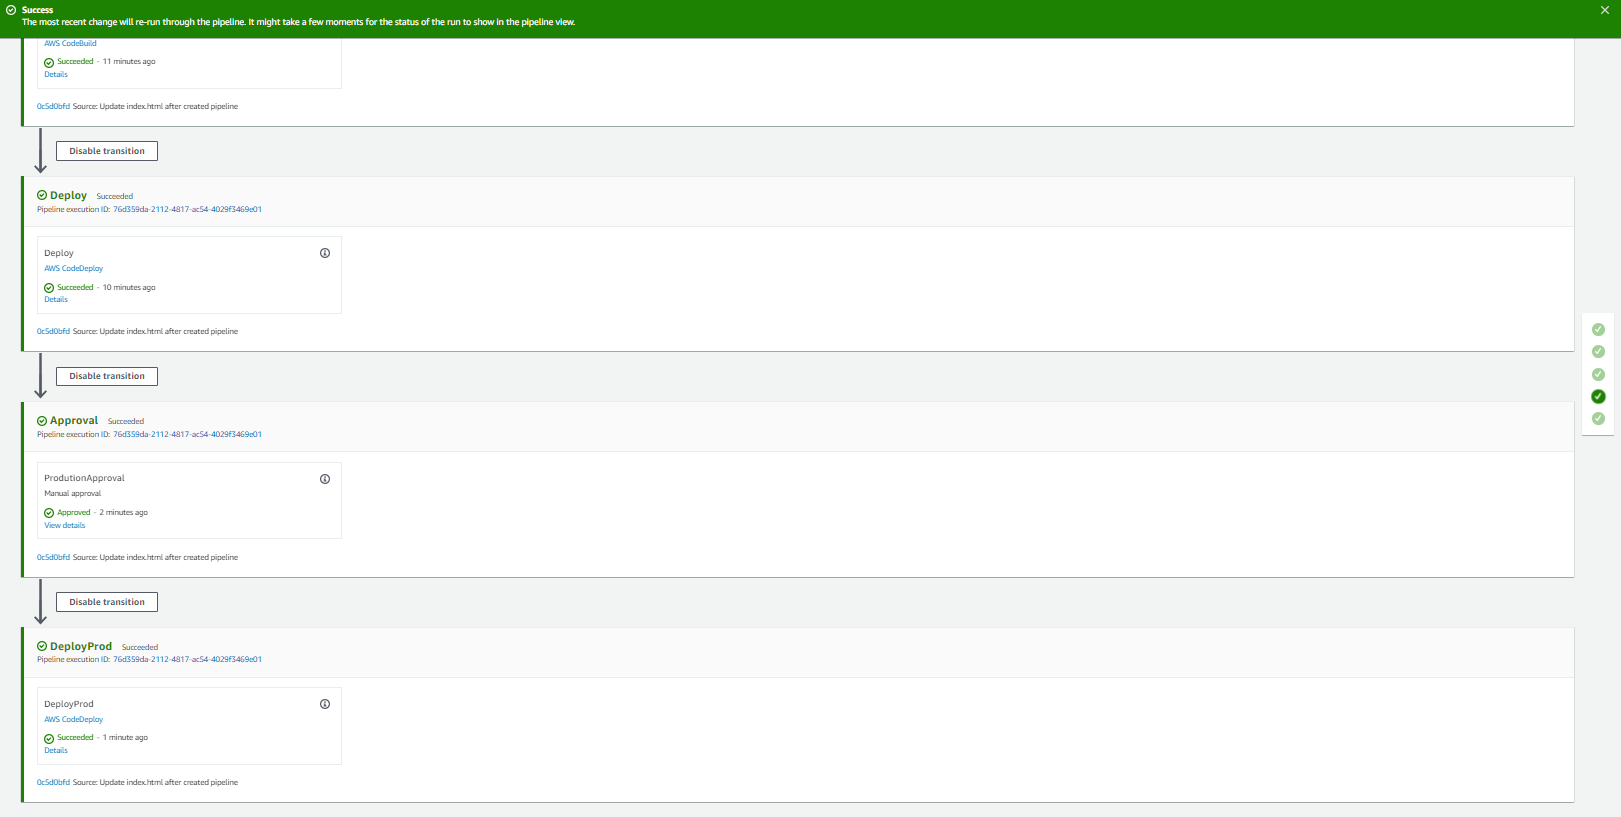 Success
The most recent change will re-run through the pipeline. It might take a few moments for the status of the run to show in the pipeline view.
AWS CodeBuild
Succeeded - 11 minutes ago
Details
0c5d0bfd Source: Update index.html after created pipeline
Disable transition
Deploy Succeeded
Pipeline execution ID: 76d359da-2112-4817-ac54-4029f3469e01
Deploy
AWS CodeDeploy
Succeeded - 10 minutes ago
Details
0c5d0bfd Source: Update index.html after created pipeline
Disable transition
Approval Succeeded
Pipeline execution ID: 76d359da-2112-4817-ac54-4029f3469e01
ProdutionApproval
Manual approval
Approved - 2 minutes ago
View details
0c5d0bfd Source: Update index.html after created pipeline
Disable transition
DeployProd Succeeded
Pipeline execution ID: 76d359da-2112-4817-ac54-4029f3469e01
DeployProd
AWS CodeDeploy
Succeeded - 1 minute ago
Details
0c5d0bfd Source: Update index.html after created pipeline